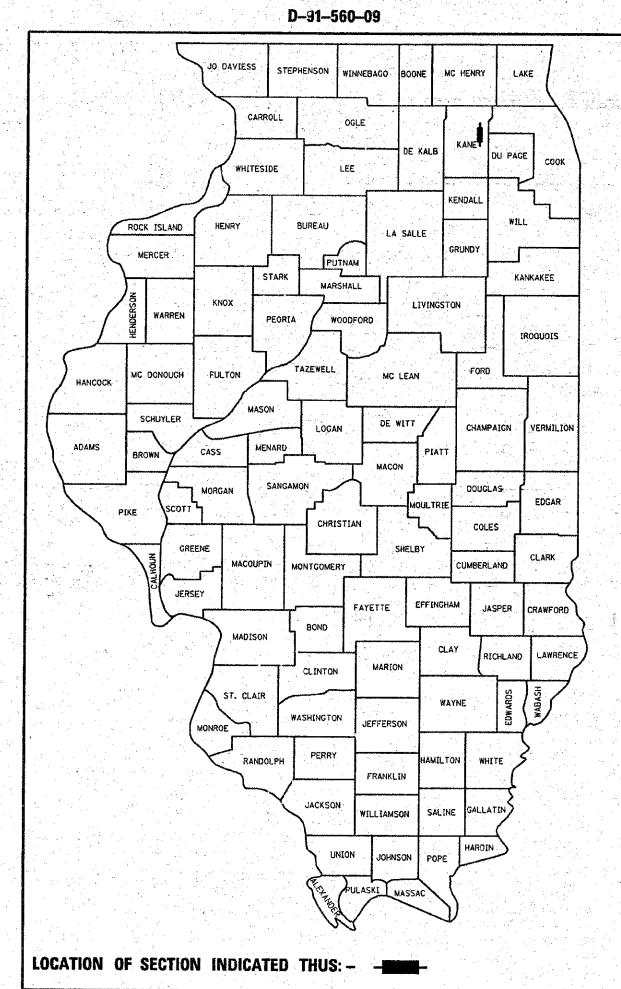 D-91-560-09
JO DAVIESS
STEPHENSON
WINNEBAGO
BOONE
MC HENRY
LAKE
CARROLL
OGLE
DE KALB
KANE
DU PAGE
COOK
WHITESIDE
LEE
KENDALL
ROCK ISLAND
HENRY
BUREAU
LA SALLE
GRUNDY
WILL
MERCER
PUTNAM
KANKAKEE
STARK
MARSHALL
HENDERSON
WARREN
KNOX
PEORIA
WOODFORD
LIVINGSTON
IROQUOIS
HANCOCK
MC DONOUGH
FULTON
TAZEWELL
MC LEAN
FORD
MASON
SCHUYLER
LOGAN
DE WITT
CHAMPAIGN
VERMILION
ADAMS
BROWN
CASS
MENARD
MACON
PIATT
PIKE
SCOTT
MORGAN
SANGAMON
DOUGLAS
EDGAR
CHRISTIAN
MOULTRIE
COLES
CALHOUN
GREENE
MACOUPIN
MONTGOMERY
SHELBY
CUMBERLAND
CLARK
JERSEY
FAYETTE
EFFINGHAM
JASPER
CRAWFORD
MADISON
BOND
CLAY
RICHLAND
LAWRENCE
CLINTON
MARION
ST. CLAIR
WAYNE
EDWARDS
WABASH
MONROE
WASHINGTON
JEFFERSON
RANDOLPH
PERRY
HAMILTON
WHITE
FRANKLIN
JACKSON
WILLIAMSON
SALINE
GALLATIN
UNION
JOHNSON
POPE
HARDIN
ALEXANDER
PULASKI
MASSAC
LOCATION OF SECTION INDICATED THUS: -